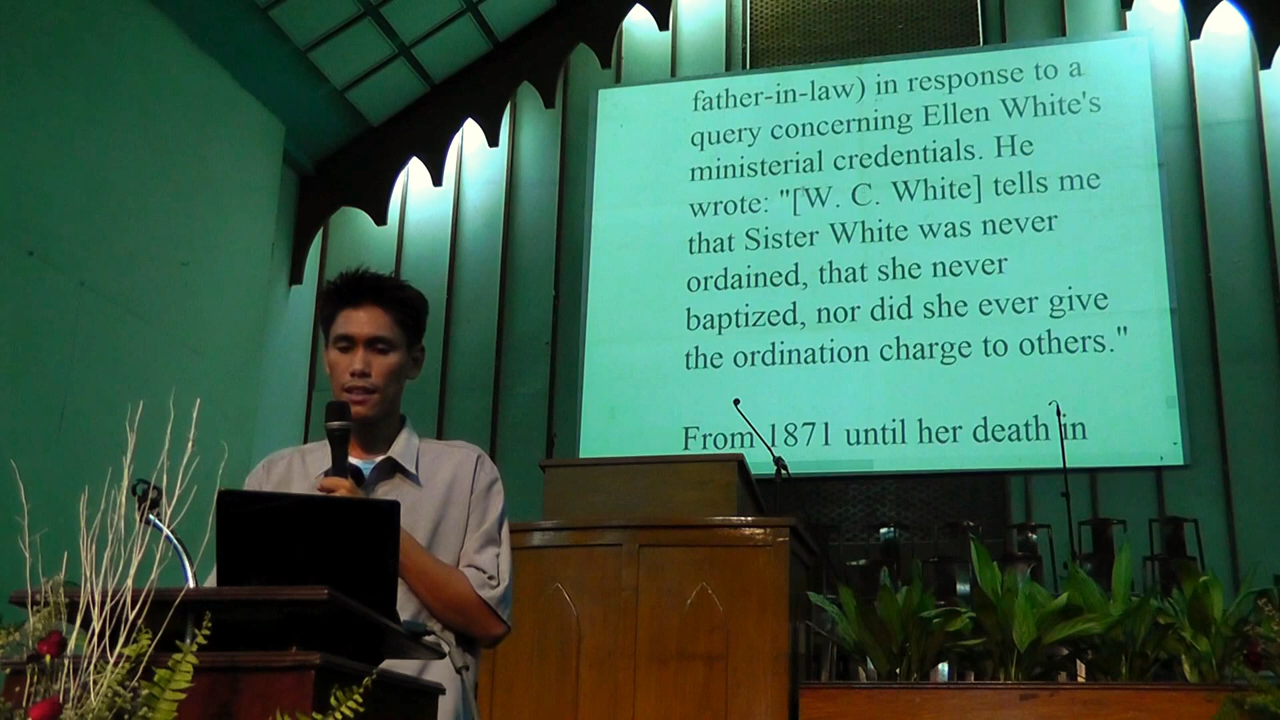 father-in-law) in response to a
query concerning Ellen White's
ministerial credentials. He
wrote: "[W. C. White] tells me
that Sister White was never
ordained, that she never
baptized, nor did she ever give
the ordination charge to others."
From 1871 until her death in